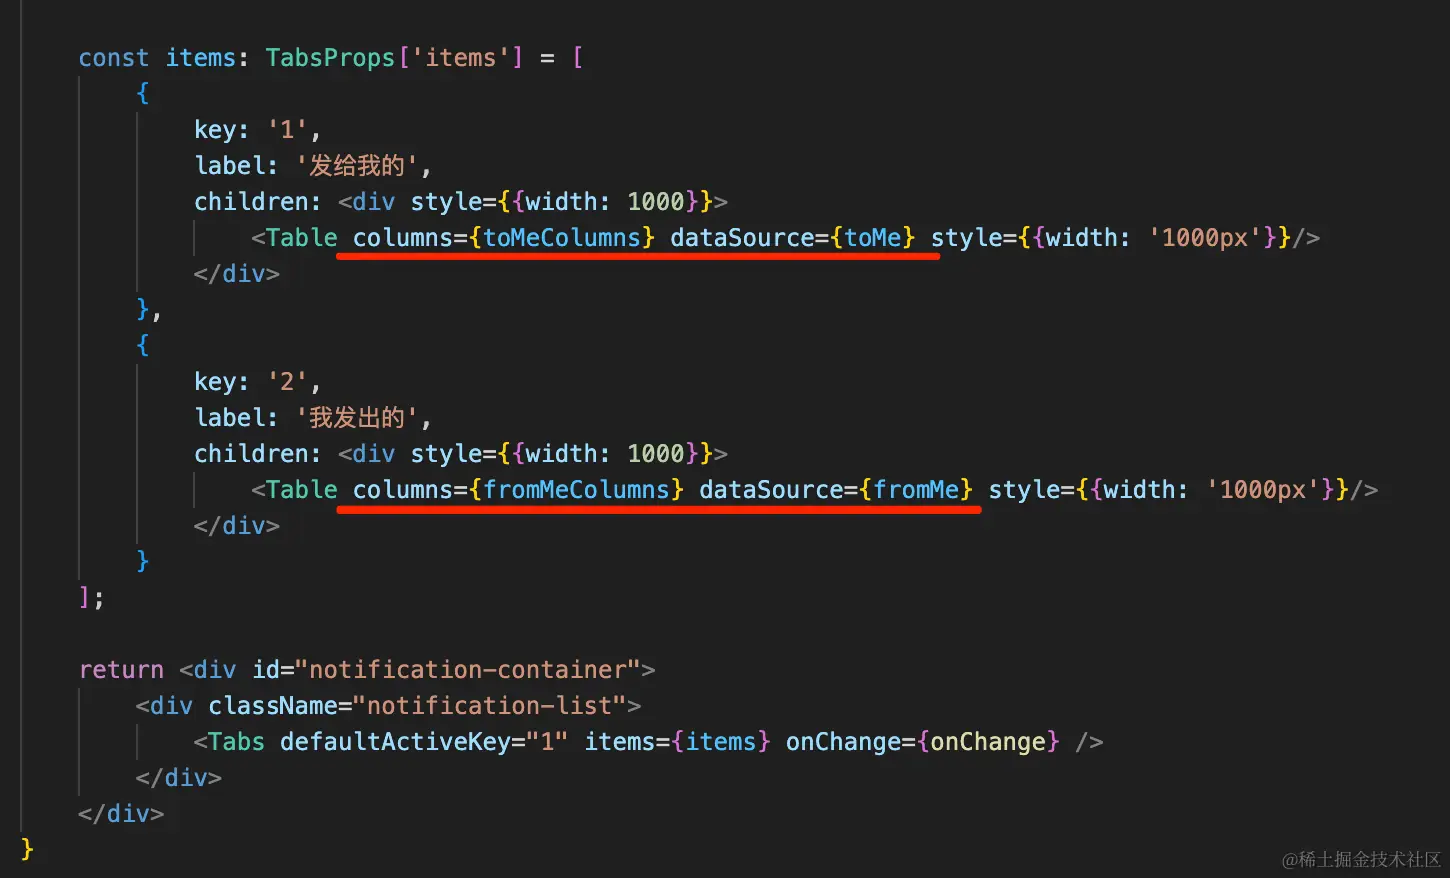 const items: TabsProps['items'] = [
{
key: '1',
label: '发给我的',
children: <div style={{width: 1000}}>
<Table columns={toMeColumns} dataSource={toMe} style={{width: '1000px'}}/>
</div>
},
{
key: '2',
label: '我发出的',
children: <div style={{width: 1000}}>
<Table columns={fromMeColumns} dataSource={fromMe} style={{width: '1000px'}}/>
</div>
}
];
return <div id="notification-container">
<div className="notification-list">
<Tabs defaultActiveKey="1" items={items} onChange={onChange} />
</div>
</div>
}
@稀土掘金技术社区